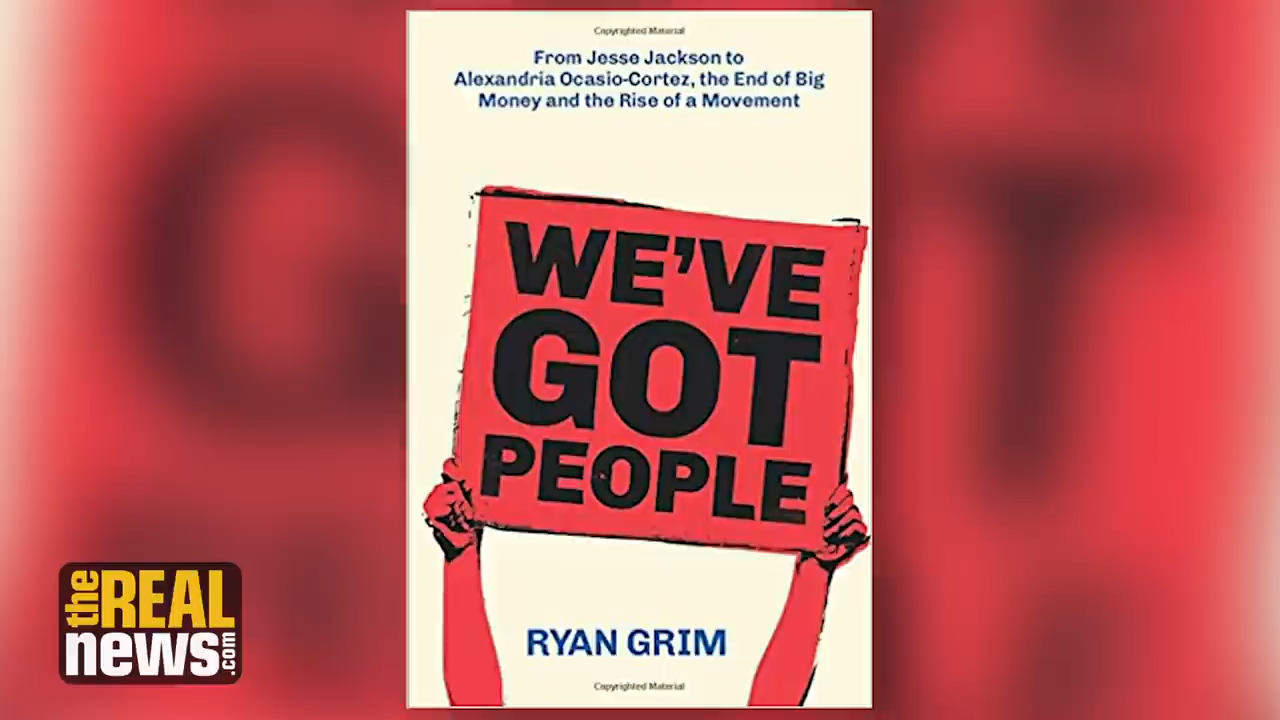 Copyrighted Material
From Jesse Jackson to
Alexandria Ocasio-Cortez, the End of Big
Money and the Rise of a Movement
WE'VE
GOT
PEOPLE
RYAN GRIM
Copyrighted Material
the REAL
news.com